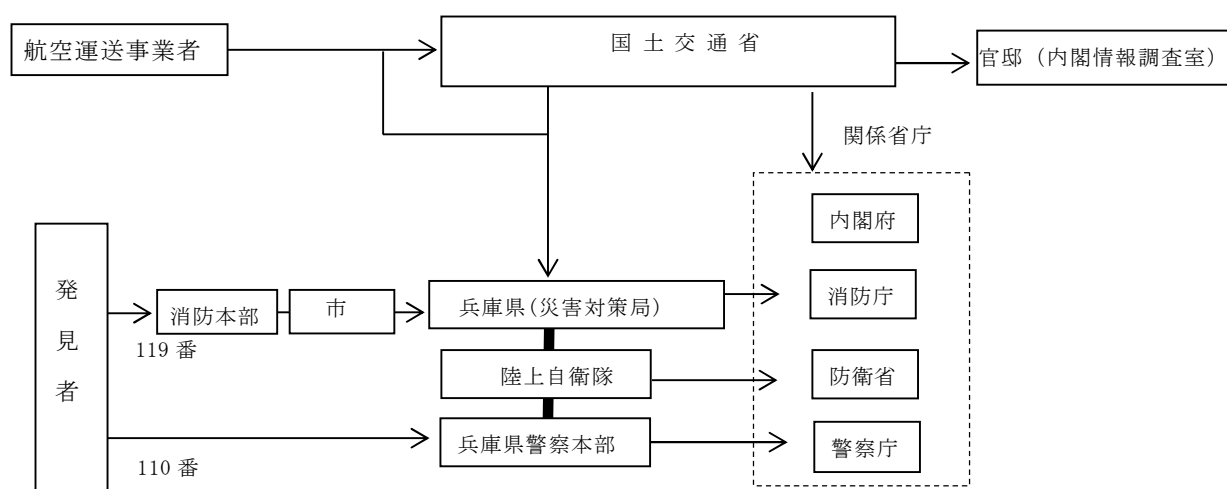 航空運送事業者
国土交通省
官邸（内閣情報調査室）
関係省庁
内閣府
発見者
消防本部
市
兵庫県(災害対策局)
消防庁
119 番
陸上自衛隊
防衛省
兵庫県警察本部
警察庁
110 番